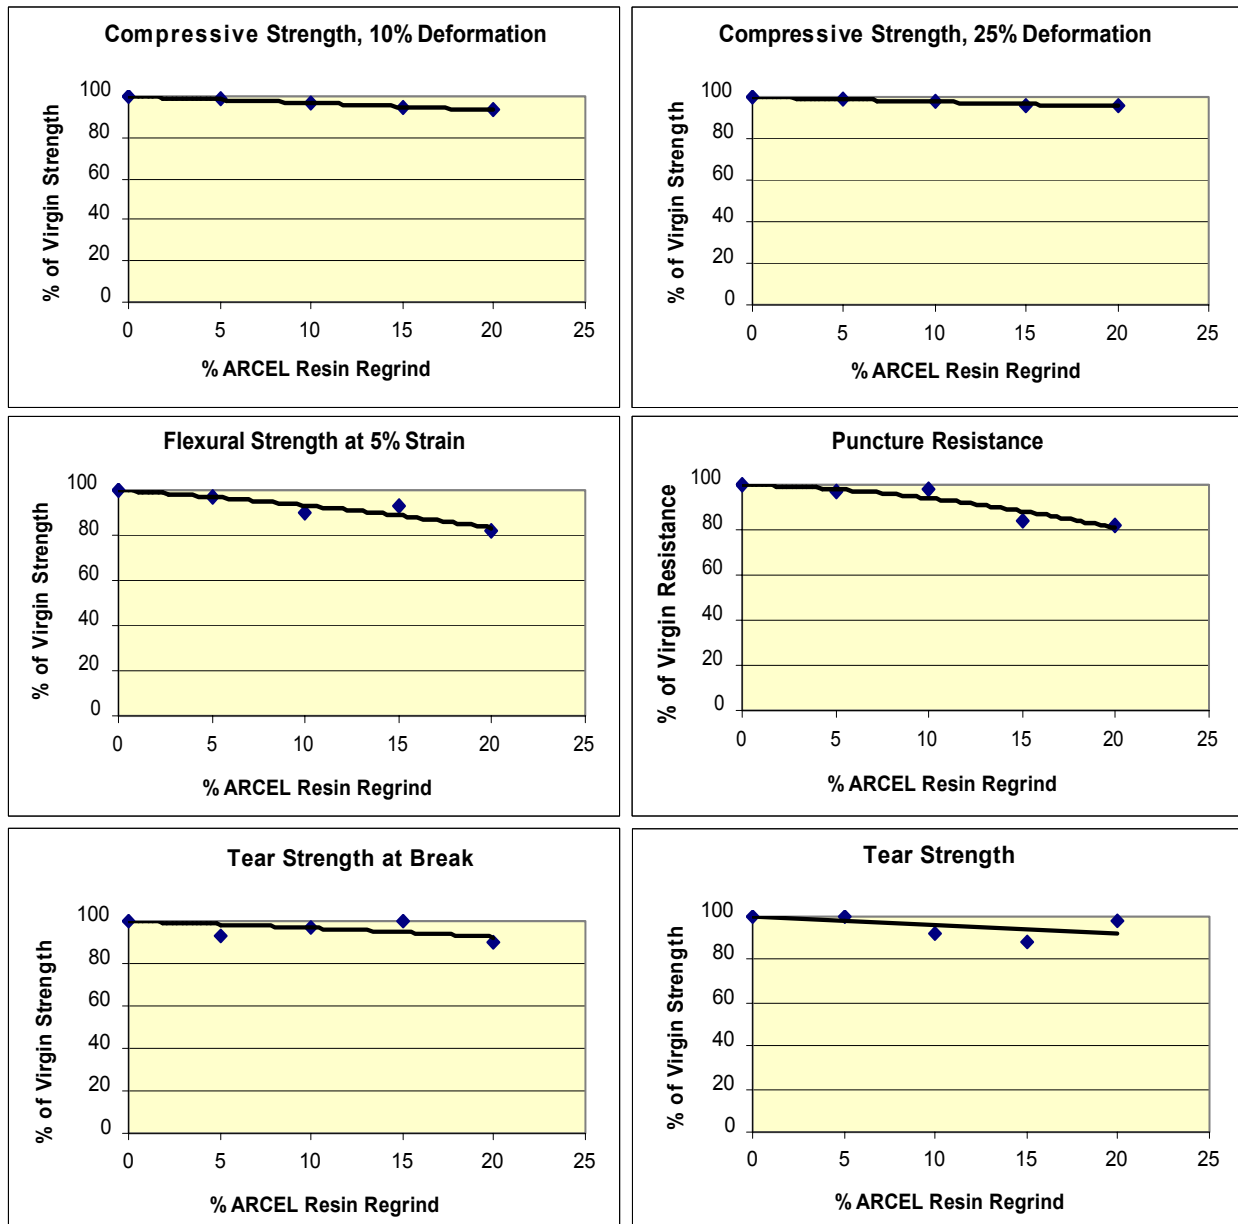 Compressive Strength, 10% Deformation
% of Virgin Strength
100
80
60
40
20
0
0 5 10 15 20 25
% ARCEL Resin Regrind
Compressive Strength, 25% Deformation
% of Virgin Strength
100
80
60
40
20
0
0 5 10 15 20 25
% ARCEL Resin Regrind
Flexural Strength at 5% Strain
% of Virgin Strength
100
80
60
40
20
0
0 5 10 15 20 25
% ARCEL Resin Regrind
Puncture Resistance
% of Virgin Resistance
100
80
60
40
20
0
0 5 10 15 20 25
% ARCEL Resin Regrind
Tear Strength at Break
% of Virgin Strength
100
80
60
40
20
0
0 5 10 15 20 25
% ARCEL Resin Regrind
Tear Strength
% of Virgin Strength
100
80
60
40
20
0
0 5 10 15 20 25
% ARCEL Resin Regrind